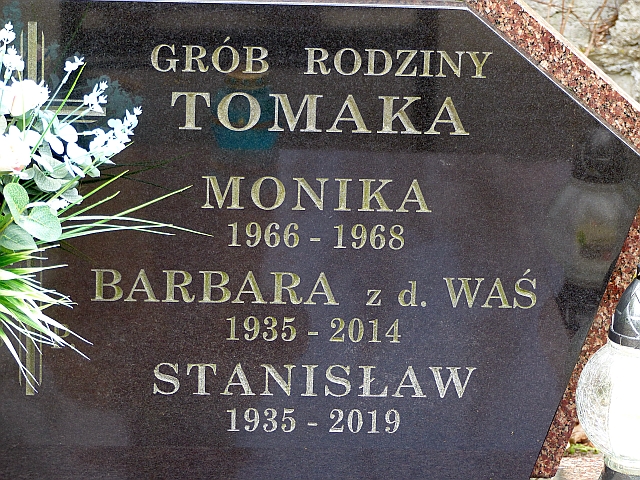 GRÓB RODZINY
TOMAKA
MONIKA
1966 - 1968
BARBARA z d. WAŚ
1935 - 2014
STANISŁAW
1935 - 2019